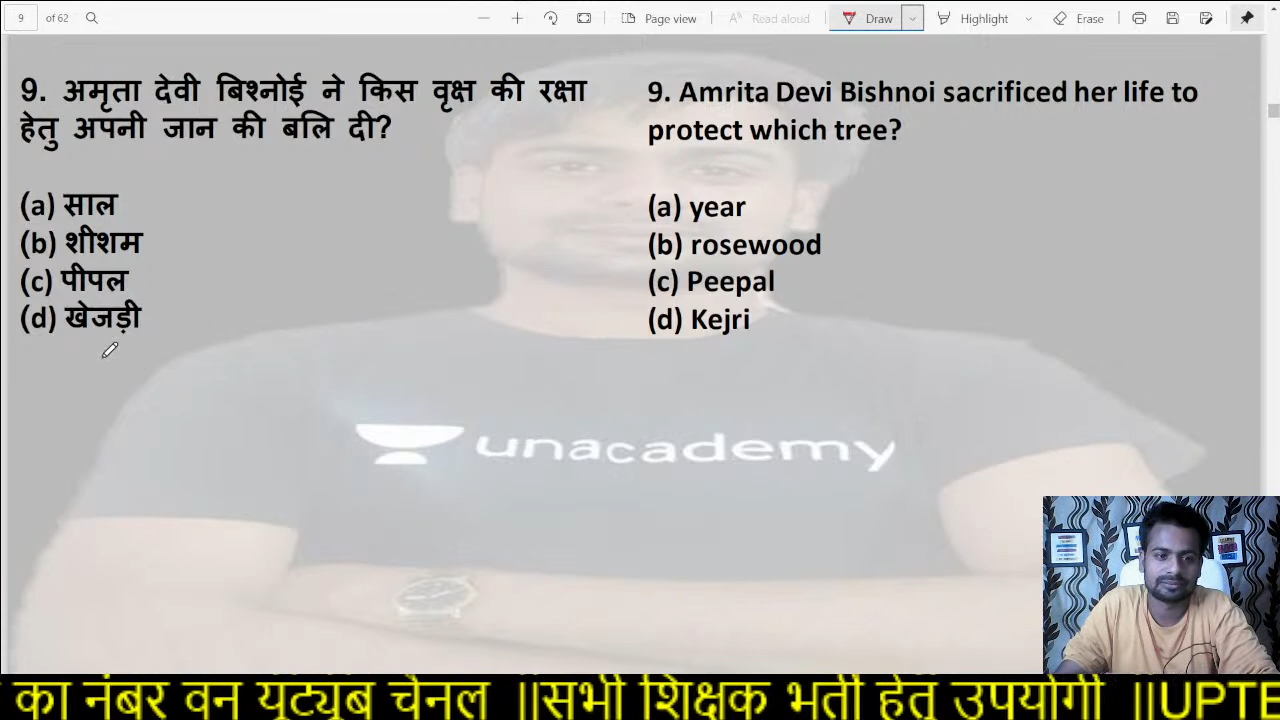 9 of 62 Page view Read aloud Draw Highlight Erase
9. अमृता देवी बिश्नोई ने किस वृक्ष की रक्षा
हेतु अपनी जान की बलि दी?
(a) साल
(b) शीशम
(c) पीपल
(d) खेजड़ी
9. Amrita Devi Bishnoi sacrificed her life to
protect which tree?
(a) year
(b) rosewood
(c) Peepal
(d) Kejri
unacademy
का नंबर वन यूट्यूब चेनल ||सभी शिक्षक भर्ती हेतु उपयोगी ||UPTE